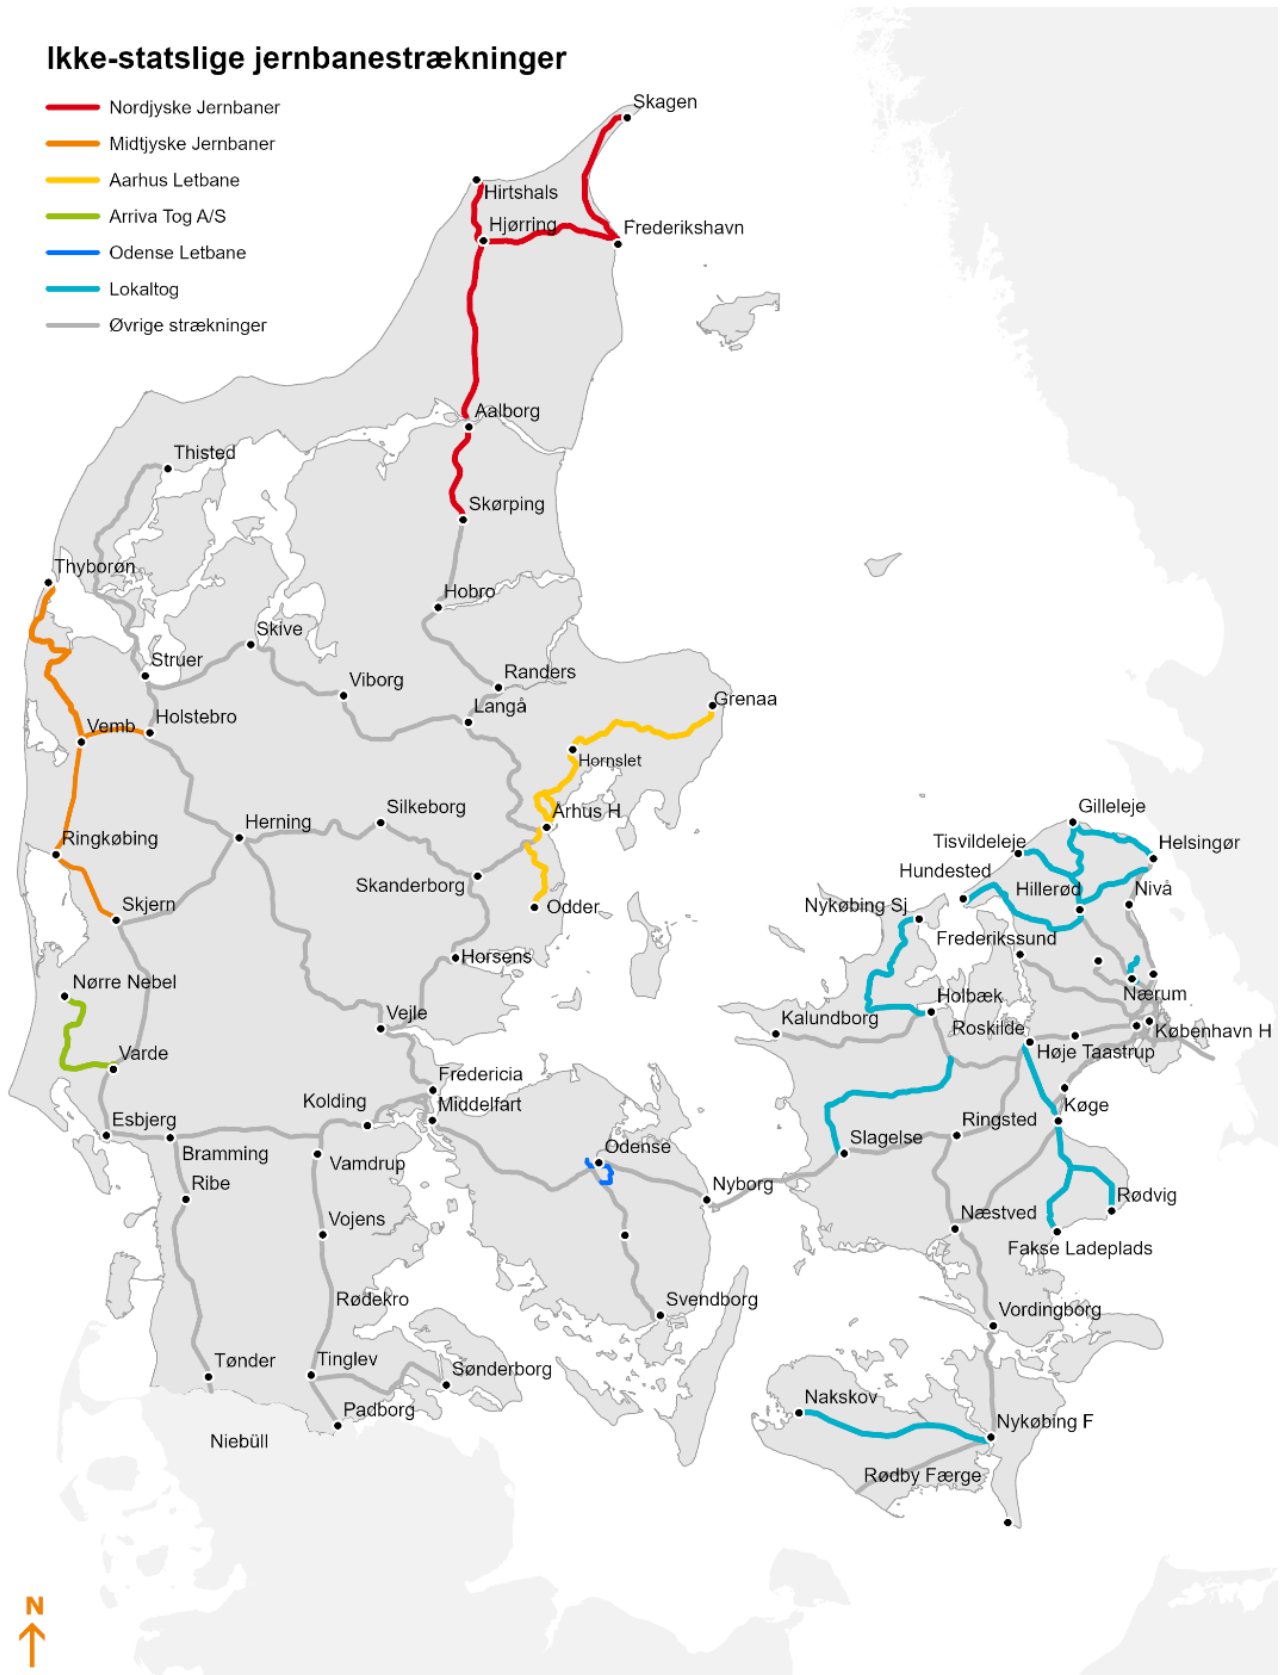 Ikke-statslige jernbanestrækninger
Nordjyske Jernbaner
Midtjyske Jernbaner
Aarhus Letbane
Arriva Tog A/S
Odense Letbane
Lokaltog
Øvrige strækninger
Skagen
Hirtshals
Hjørring
Frederikshavn
Aalborg
Thisted
Skørping
Thyborøn
Hobro
Skive
Struer
Viborg
Randers
Langå
Grenaa
Holstebro
Vemb
Hornslet
Silkeborg
Århus H
Herning
Ringkøbing
Skanderborg
Skjern
Odder
Horsens
Nørre Nebel
Vejle
Varde
Fredericia
Kolding
Middelfart
Esbjerg
Bramming
Vamdrup
Ribe
Vojens
Rødekro
Tønder
Tinglev
Sønderborg
Padborg
Niebüll
Odense
Nyborg
Svendborg
Gilleleje
Tisvildeleje
Helsingør
Hundested
Hillerød
Nivå
Nykøbing Sj
Frederikssund
Nærum
Holbæk
Kalundborg
Roskilde
København H
Høje Taastrup
Køge
Ringsted
Slagelse
Rødvig
Næstved
Fakse Ladeplads
Vordingborg
Nakskov
Nykøbing F
Rødby Færge
N